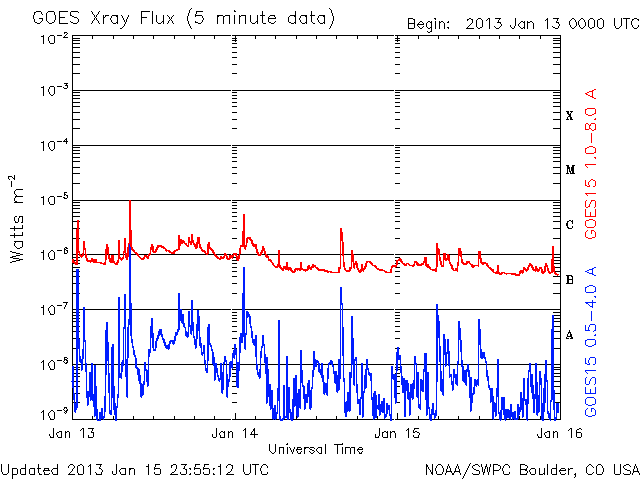 GOES Xray Flux (5 minute data)
Begin: 2013 Jan 13 0000 UTC
10^-2
10^-3
10^-4
10^-5
10^-6
10^-7
10^-8
10^-9
Watts m^-2
X
M
C
B
A
GOES15 1.0-8.0 A
GOES15 0.5-4.0 A
Jan 13
Jan 14
Jan 15
Jan 16
Universal Time
Updated 2013 Jan 15 23:55:12 UTC
NOAA/SWPC Boulder, CO USA